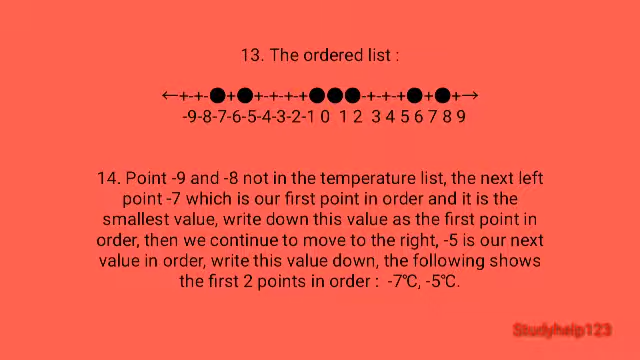 13. The ordered list :
←+-+-●+●+-+-+-+●●●-+-+-+●+●+→
-9-8-7-6-5-4-3-2-1 0 1 2 3 4 5 6 7 8 9
14. Point -9 and -8 not in the temperature list, the next left
point -7 which is our first point in order and it is the
smallest value, write down this value as the first point in
order, then we continue to move to the right, -5 is our next
value in order, write this value down, the following shows
the first 2 points in order : -7℃, -5℃.
Studyhelp123